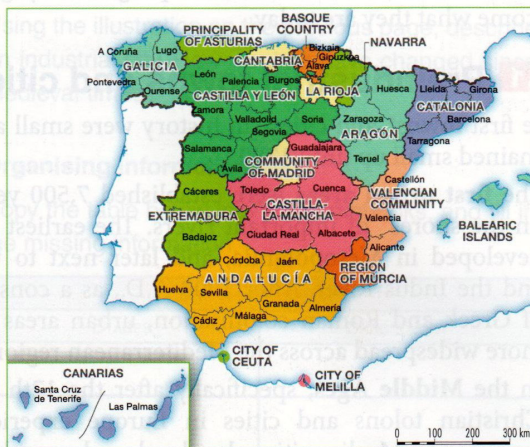 BASQUE
COUNTRY
PRINCIPALITY
OF ASTURIAS
NAVARRA
A Coruña
Lugo
CANTABRIA
Bizkaia
Gipuzkoa
Álava
GALICIA
Pontevedra
Ourense
León
Palencia
Burgos
LA RIOJA
Huesca
Lleida
Girona
CATALONIA
Barcelona
Tarragona
CASTILLA Y LEÓN
Zamora
Valladolid
Soria
Zaragoza
ARAGÓN
Segovia
Salamanca
Ávila
Guadalajara
Teruel
COMMUNITY
OF MADRID
Castellón
Cáceres
Toledo
Cuenca
VALENCIAN
COMMUNITY
Valencia
EXTREMADURA
CASTILLA-
LA MANCHA
BALEARIC
ISLANDS
Badajoz
Ciudad Real
Albacete
Alicante
Córdoba
Jaén
REGION
OF MURCIA
ANDALUCÍA
Huelva
Sevilla
Granada
Almería
Málaga
Cádiz
CITY OF
CEUTA
CITY OF
MELILLA
CANARIAS
Santa Cruz
de Tenerife
Las Palmas
0 100 200 300 km